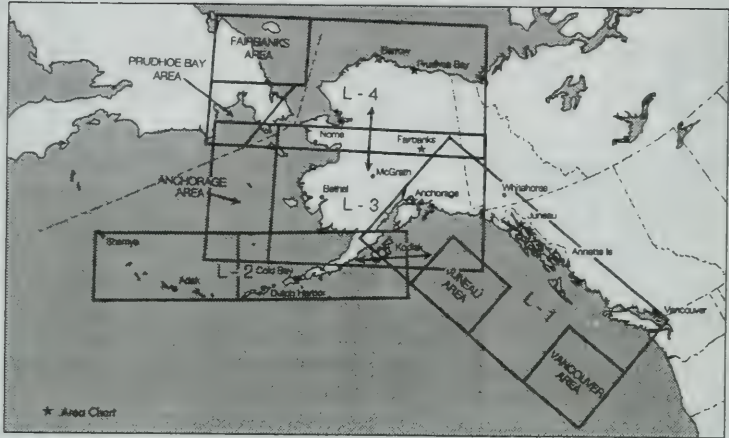 FAIRBANKS
AREA
Barrow
Prudhoe Bay
PRUDHOE BAY
AREA
L-4
Nome
Fairbanks
McGrath
ANCHORAGE
AREA
Bethel
L-3
Anchorage
Whitehorse
Juneau
Shemya
Kodiak
Annette Is
L-2
Cold Bay
Adak
Dutch Harbor
JUNEAU
AREA
L-1
Vancouver
VANCOUVER
AREA
★ Area Chart